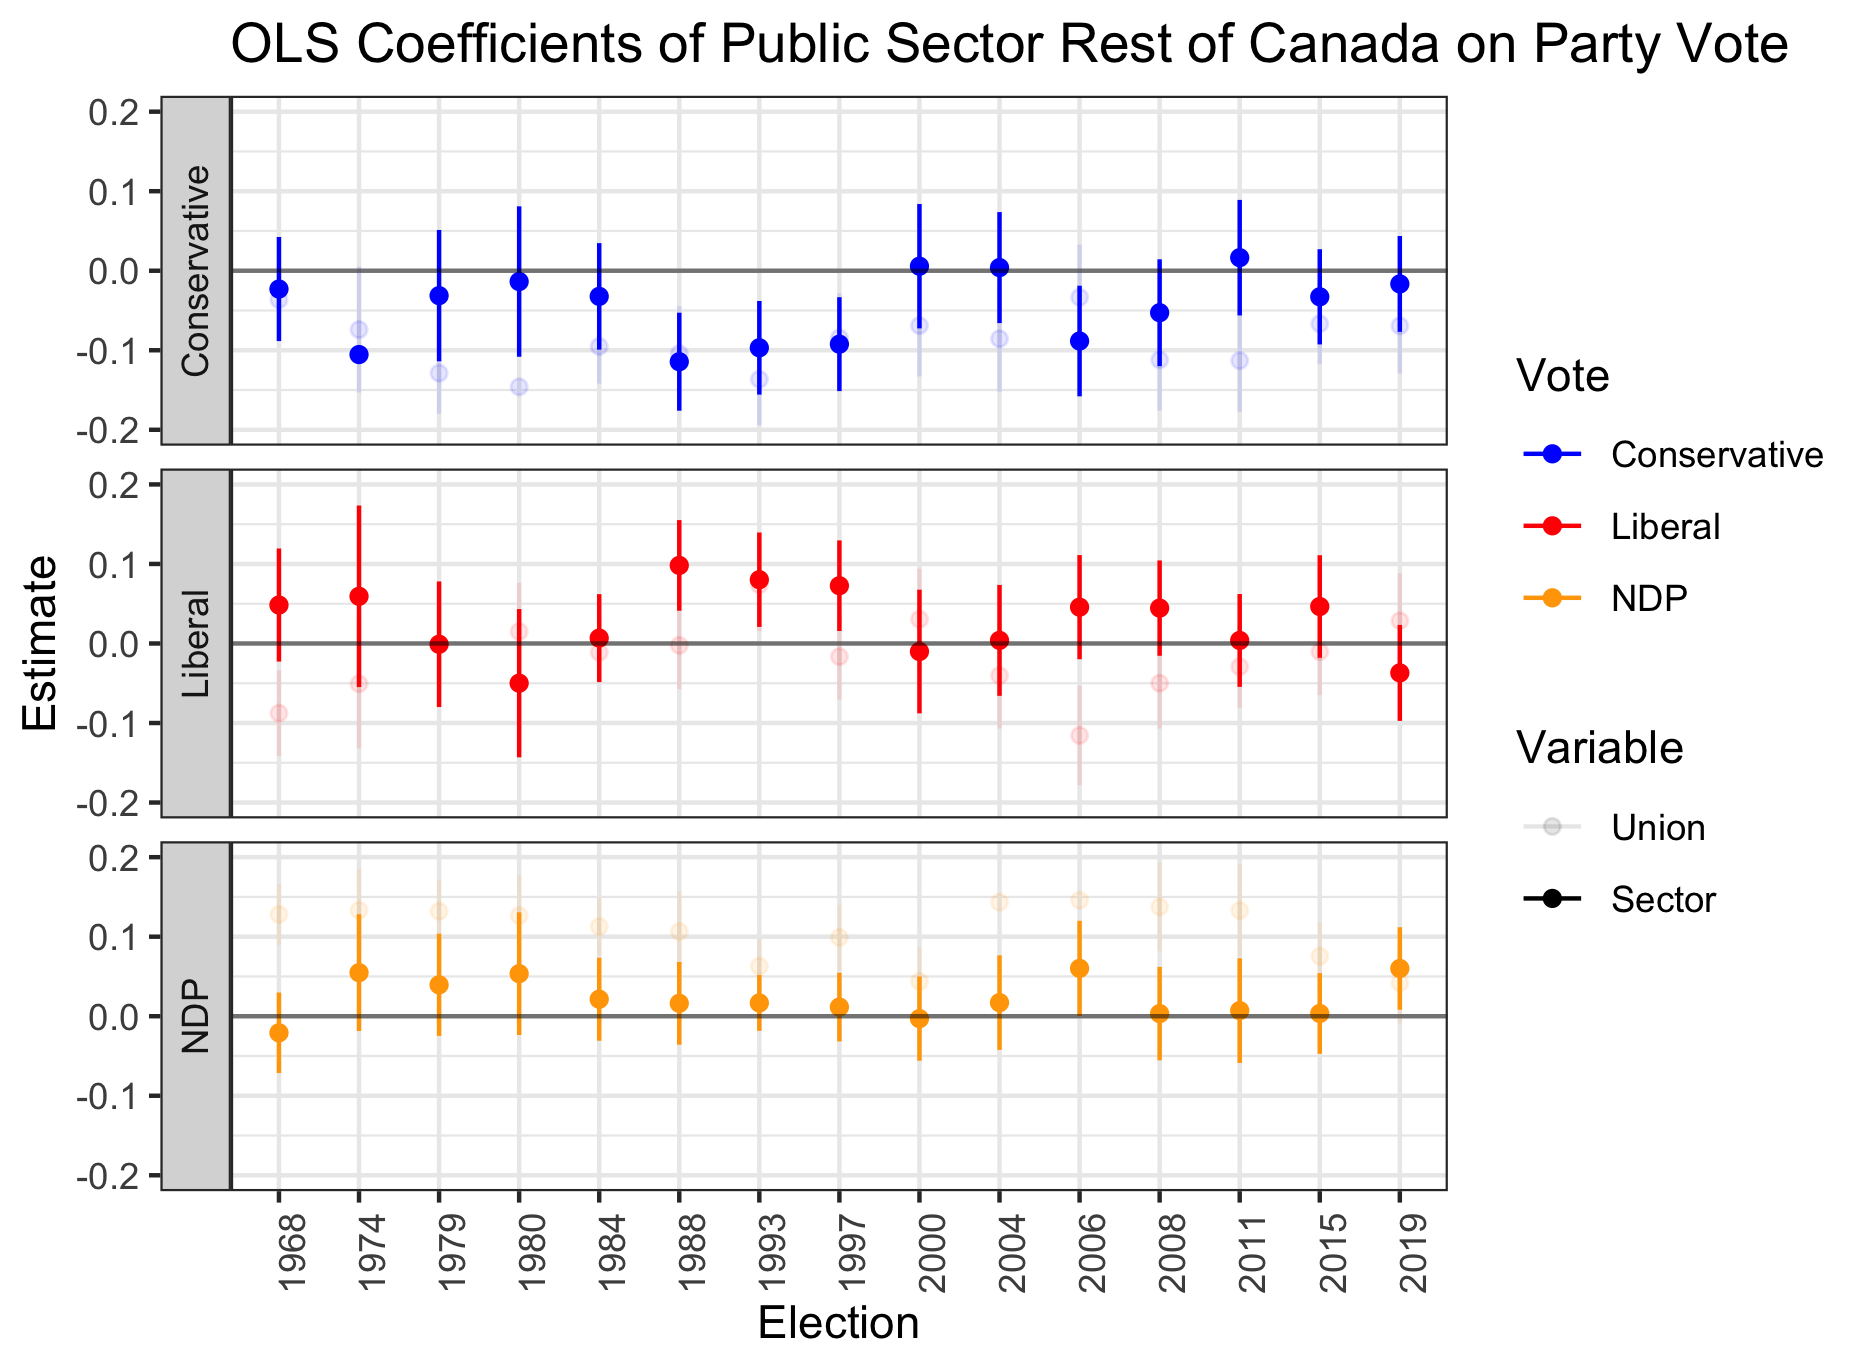 OLS Coefficients of Public Sector Rest of Canada on Party Vote
Estimate
Conservative
0.2
0.1
0.0
-0.1
-0.2
Liberal
0.2
0.1
0.0
-0.1
-0.2
NDP
0.2
0.1
0.0
-0.1
-0.2
1968 1974 1979 1980 1984 1988 1993 1997 2000 2004 2006 2008 2011 2015 2019
Election
Vote
Conservative
Liberal
NDP
Variable
Union
Sector